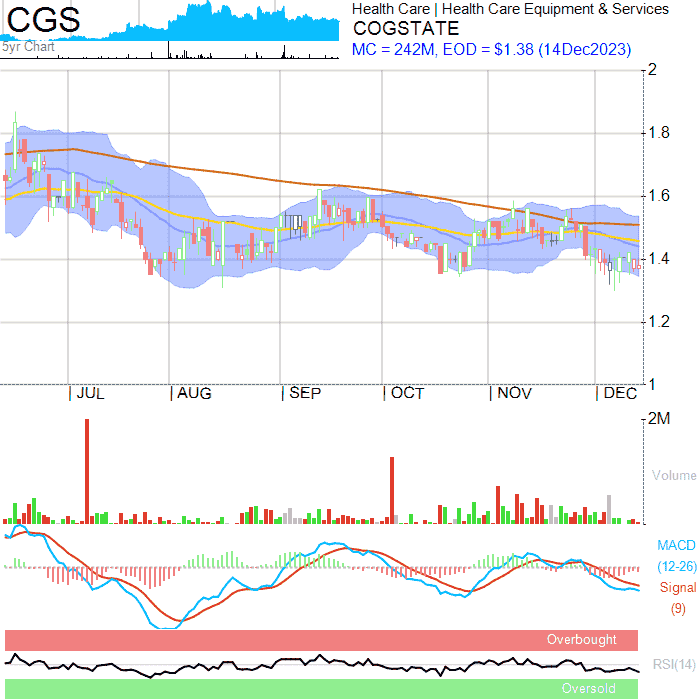 CGS
5yr Chart
Health Care | Health Care Equipment & Services
COGSTATE
MC = 242M, EOD = $1.38 (14Dec2023)
2
1.8
1.6
1.4
1.2
1
| JUL | AUG | SEP | OCT | NOV | DEC
2M
Volume
MACD
(12-26)
Signal
(9)
Overbought
RSI(14)
Oversold